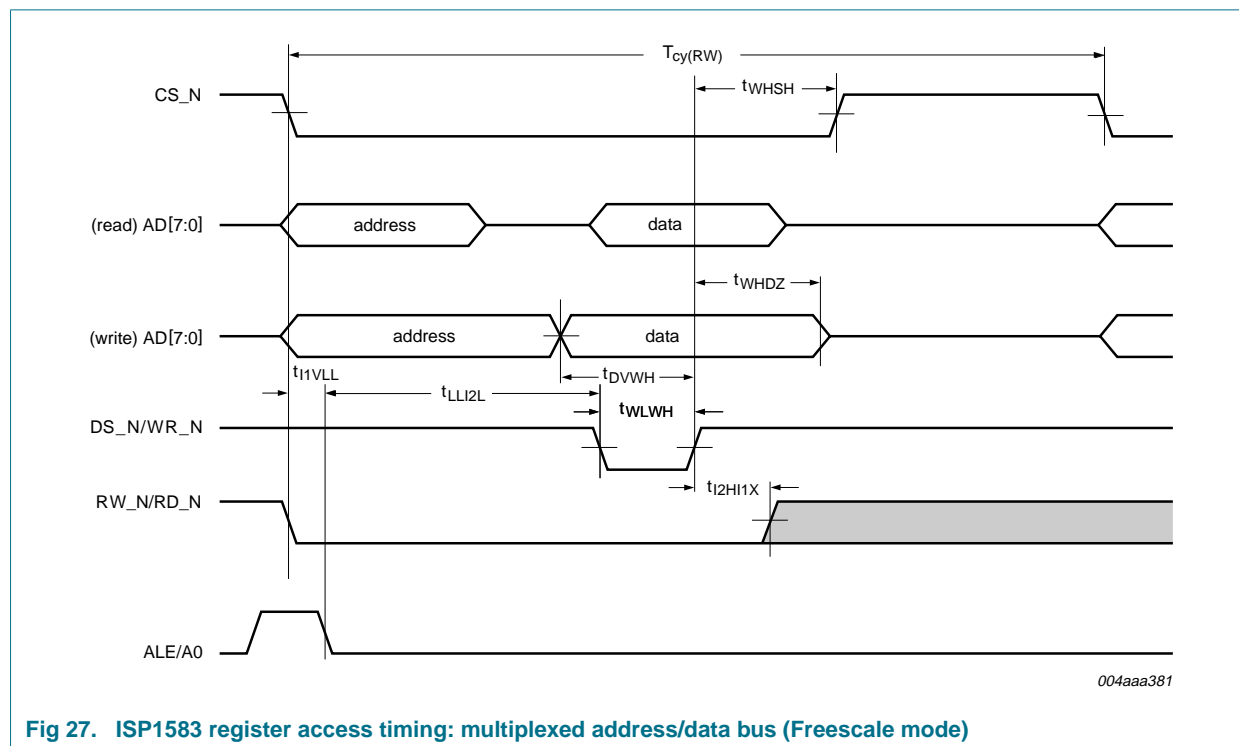 Tcy(RW)
tWHSH
CS_N
(read) AD[7:0]
address
data
tWHDZ
(write) AD[7:0]
address
data
tI1VLL
tLLI2L
tDVWH
tWLWH
DS_N/WR_N
tI2HI1X
RW_N/RD_N
ALE/A0
004aaa381
Fig 27. ISP1583 register access timing: multiplexed address/data bus (Freescale mode)